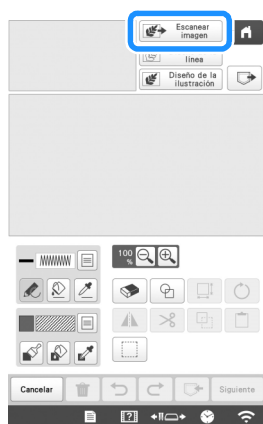 Escanear
imagen
línea
Diseño de la
ilustración
100
%
Cancelar
Siguiente